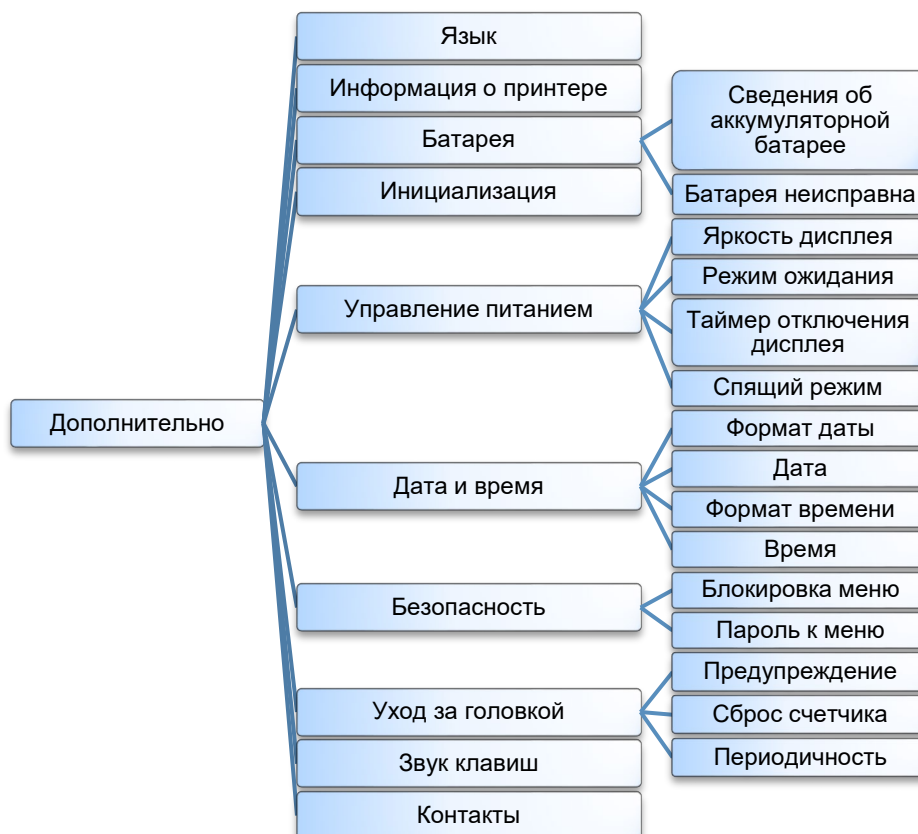 Дополнительно
Язык
Информация о принтере
Батарея
Сведения об
аккумуляторной
батарее
Батарея неисправна
Инициализация
Управление питанием
Яркость дисплея
Режим ожидания
Таймер отключения
дисплея
Спящий режим
Дата и время
Формат даты
Дата
Формат времени
Время
Безопасность
Блокировка меню
Пароль к меню
Уход за головкой
Предупреждение
Сброс счетчика
Периодичность
Звук клавиш
Контакты